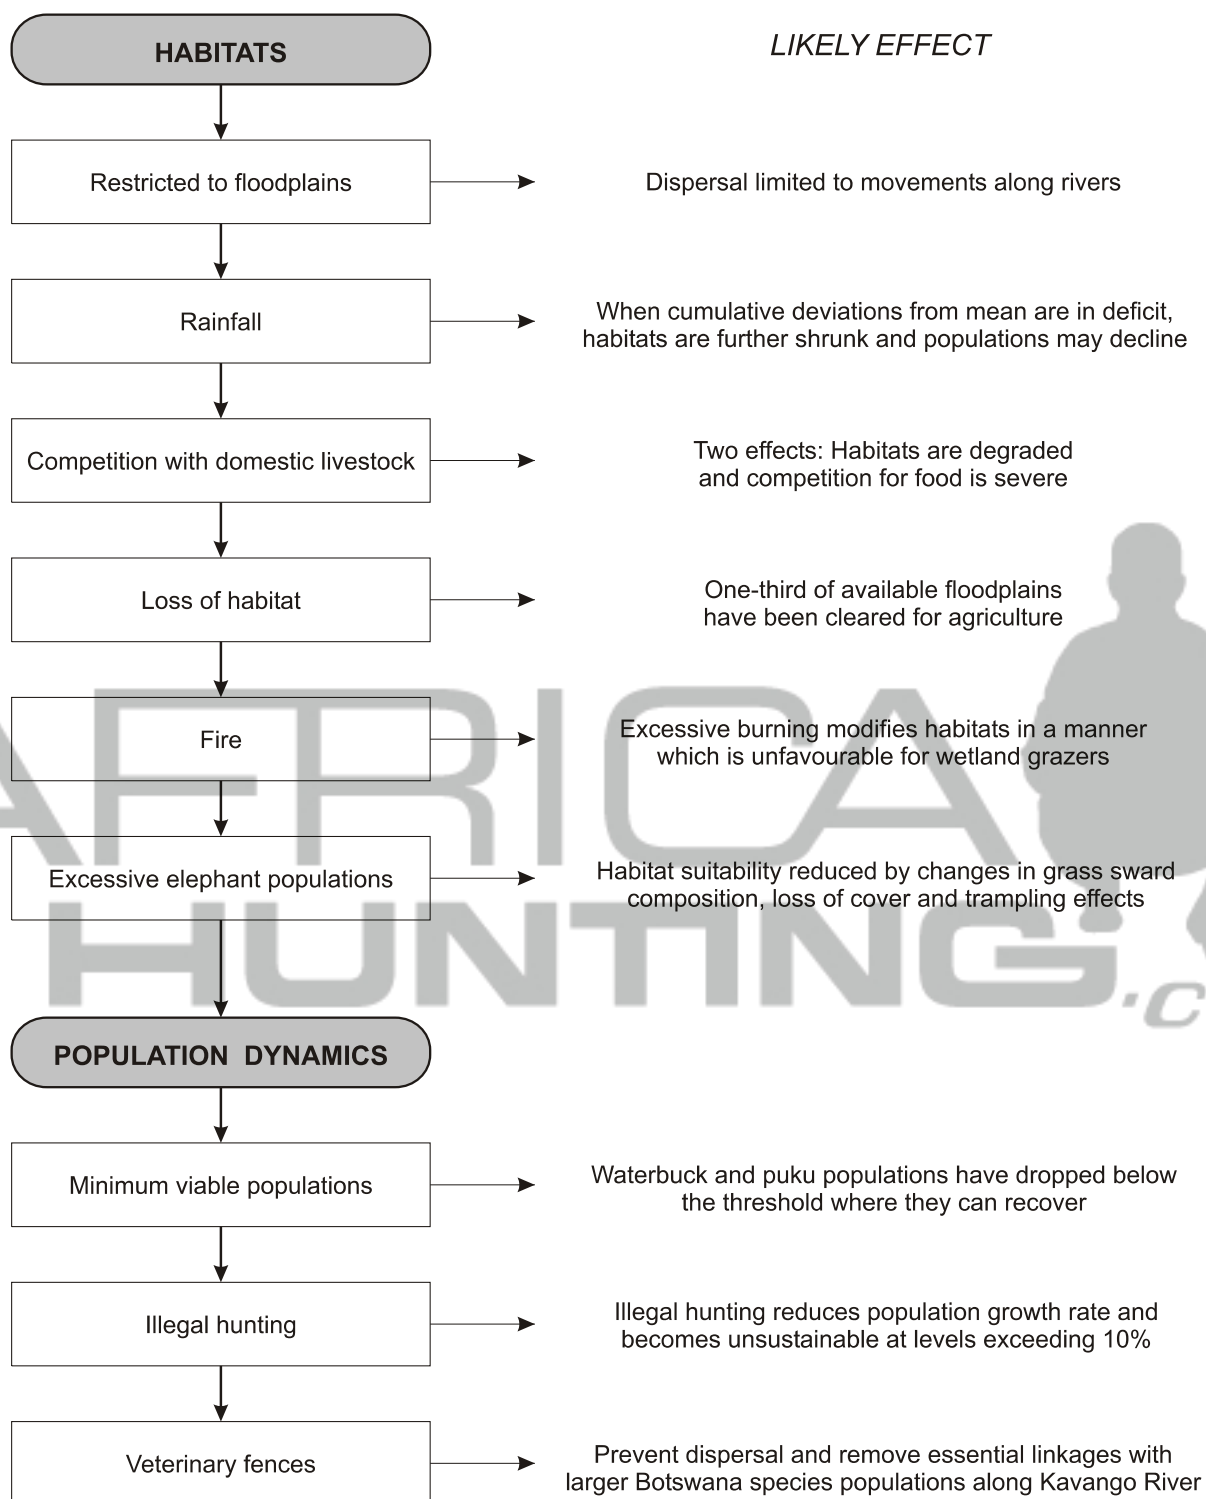 HABITATS
LIKELY EFFECT
Restricted to floodplains
Dispersal limited to movements along rivers
Rainfall
When cumulative deviations from mean are in deficit,
habitats are further shrunk and populations may decline
Competition with domestic livestock
Two effects: Habitats are degraded
and competition for food is severe
Loss of habitat
One-third of available floodplains
have been cleared for agriculture
Fire
Excessive burning modifies habitats in a manner
which is unfavourable for wetland grazers
Excessive elephant populations
Habitat suitability reduced by changes in grass sward
composition, loss of cover and trampling effects
AFRICA
HUNTING.c
POPULATION DYNAMICS
Minimum viable populations
Waterbuck and puku populations have dropped below
the threshold where they can recover
Illegal hunting
Illegal hunting reduces population growth rate and
becomes unsustainable at levels exceeding 10%
Veterinary fences
Prevent dispersal and remove essential linkages with
larger Botswana species populations along Kavango River